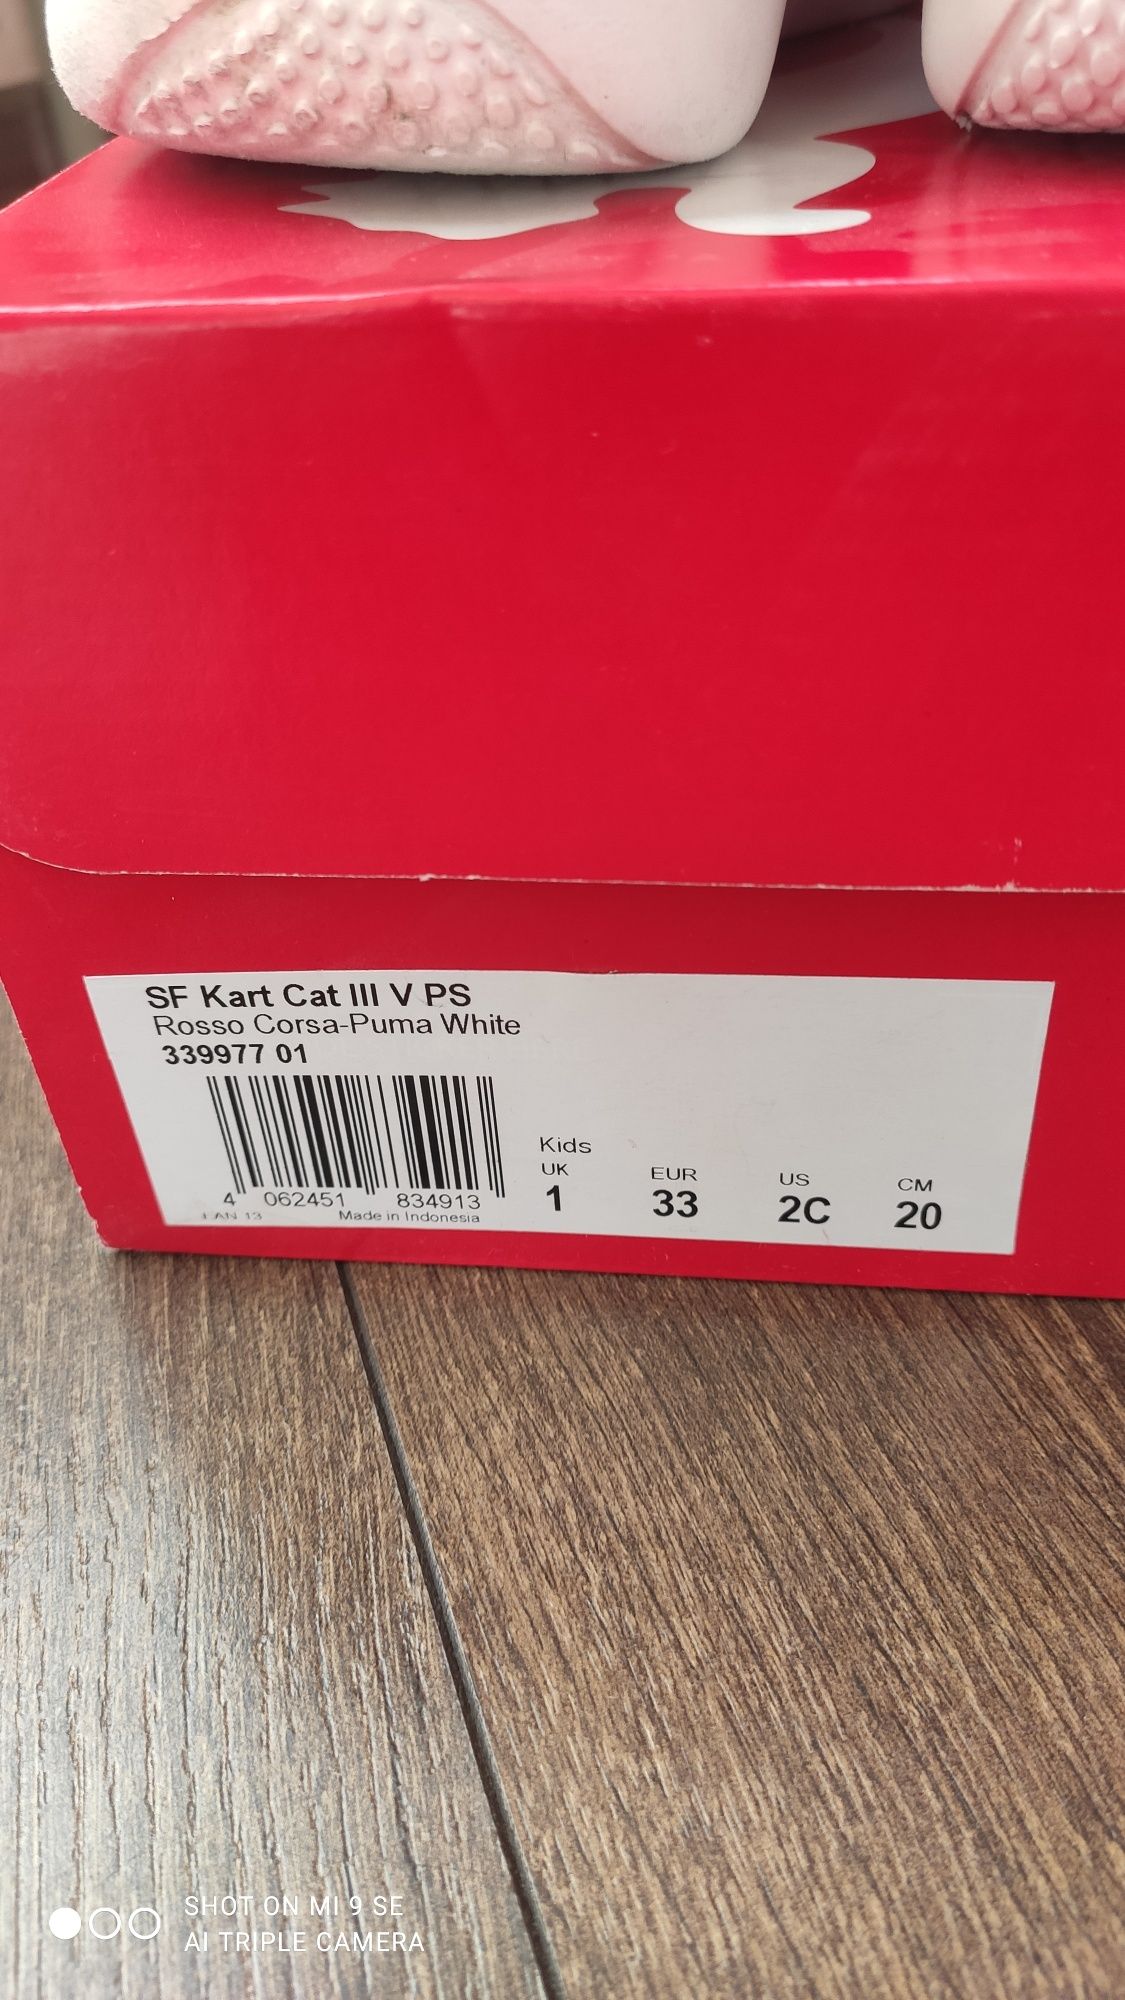 SF Kart Cat III V PS
Rosso Corsa-Puma White
339977 01
4 062451 834913
Made in Indonesia
Kids
UK EUR US CM
1 33 2C 20
SHOT ON MI 9 SE
AI TRIPLE CAMERA